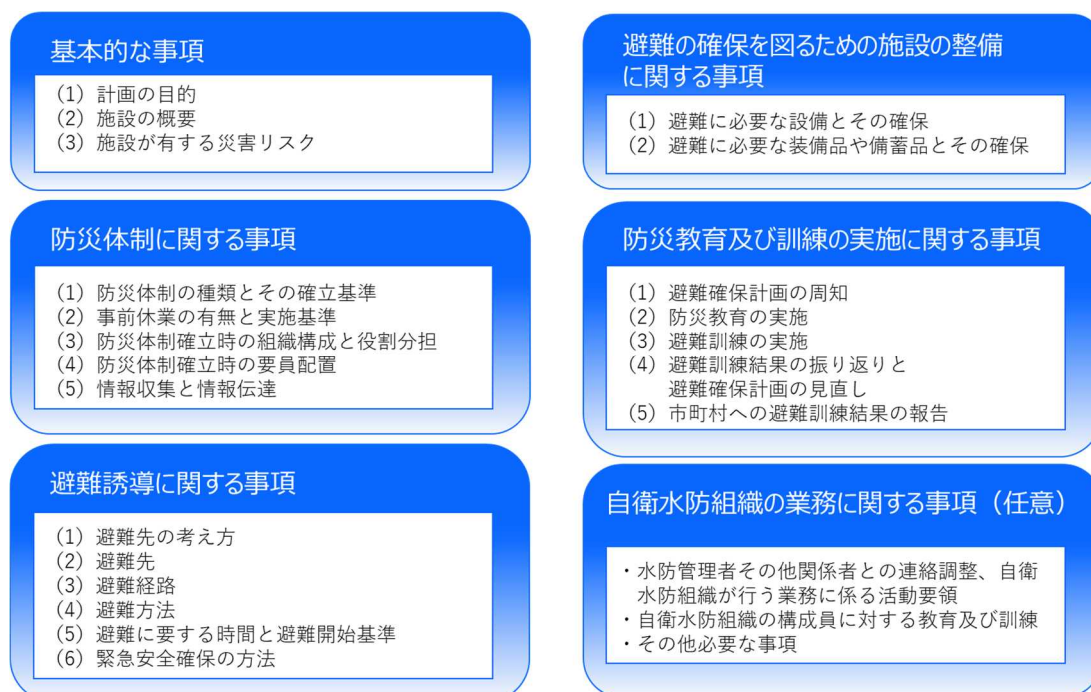 基本的な事項
(1) 計画の目的
(2) 施設の概要
(3) 施設が有する災害リスク
防災体制に関する事項
(1) 防災体制の種類とその確立基準
(2) 事前休業の有無と実施基準
(3) 防災体制確立時の組織構成と役割分担
(4) 防災体制確立時の要員配置
(5) 情報収集と情報伝達
避難誘導に関する事項
(1) 避難先の考え方
(2) 避難先
(3) 避難経路
(4) 避難方法
(5) 避難に要する時間と避難開始基準
(6) 緊急安全確保の方法
避難の確保を図るための施設の整備
に関する事項
(1) 避難に必要な設備とその確保
(2) 避難に必要な装備品や備蓄品とその確保
防災教育及び訓練の実施に関する事項
(1) 避難確保計画の周知
(2) 防災教育の実施
(3) 避難訓練の実施
(4) 避難訓練結果の振り返りと
避難確保計画の見直し
(5) 市町村への避難訓練結果の報告
自衛水防組織の業務に関する事項（任意）
・水防管理者その他関係者との連絡調整、自衛
水防組織が行う業務に係る活動要領
・自衛水防組織の構成員に対する教育及び訓練
・その他必要な事項